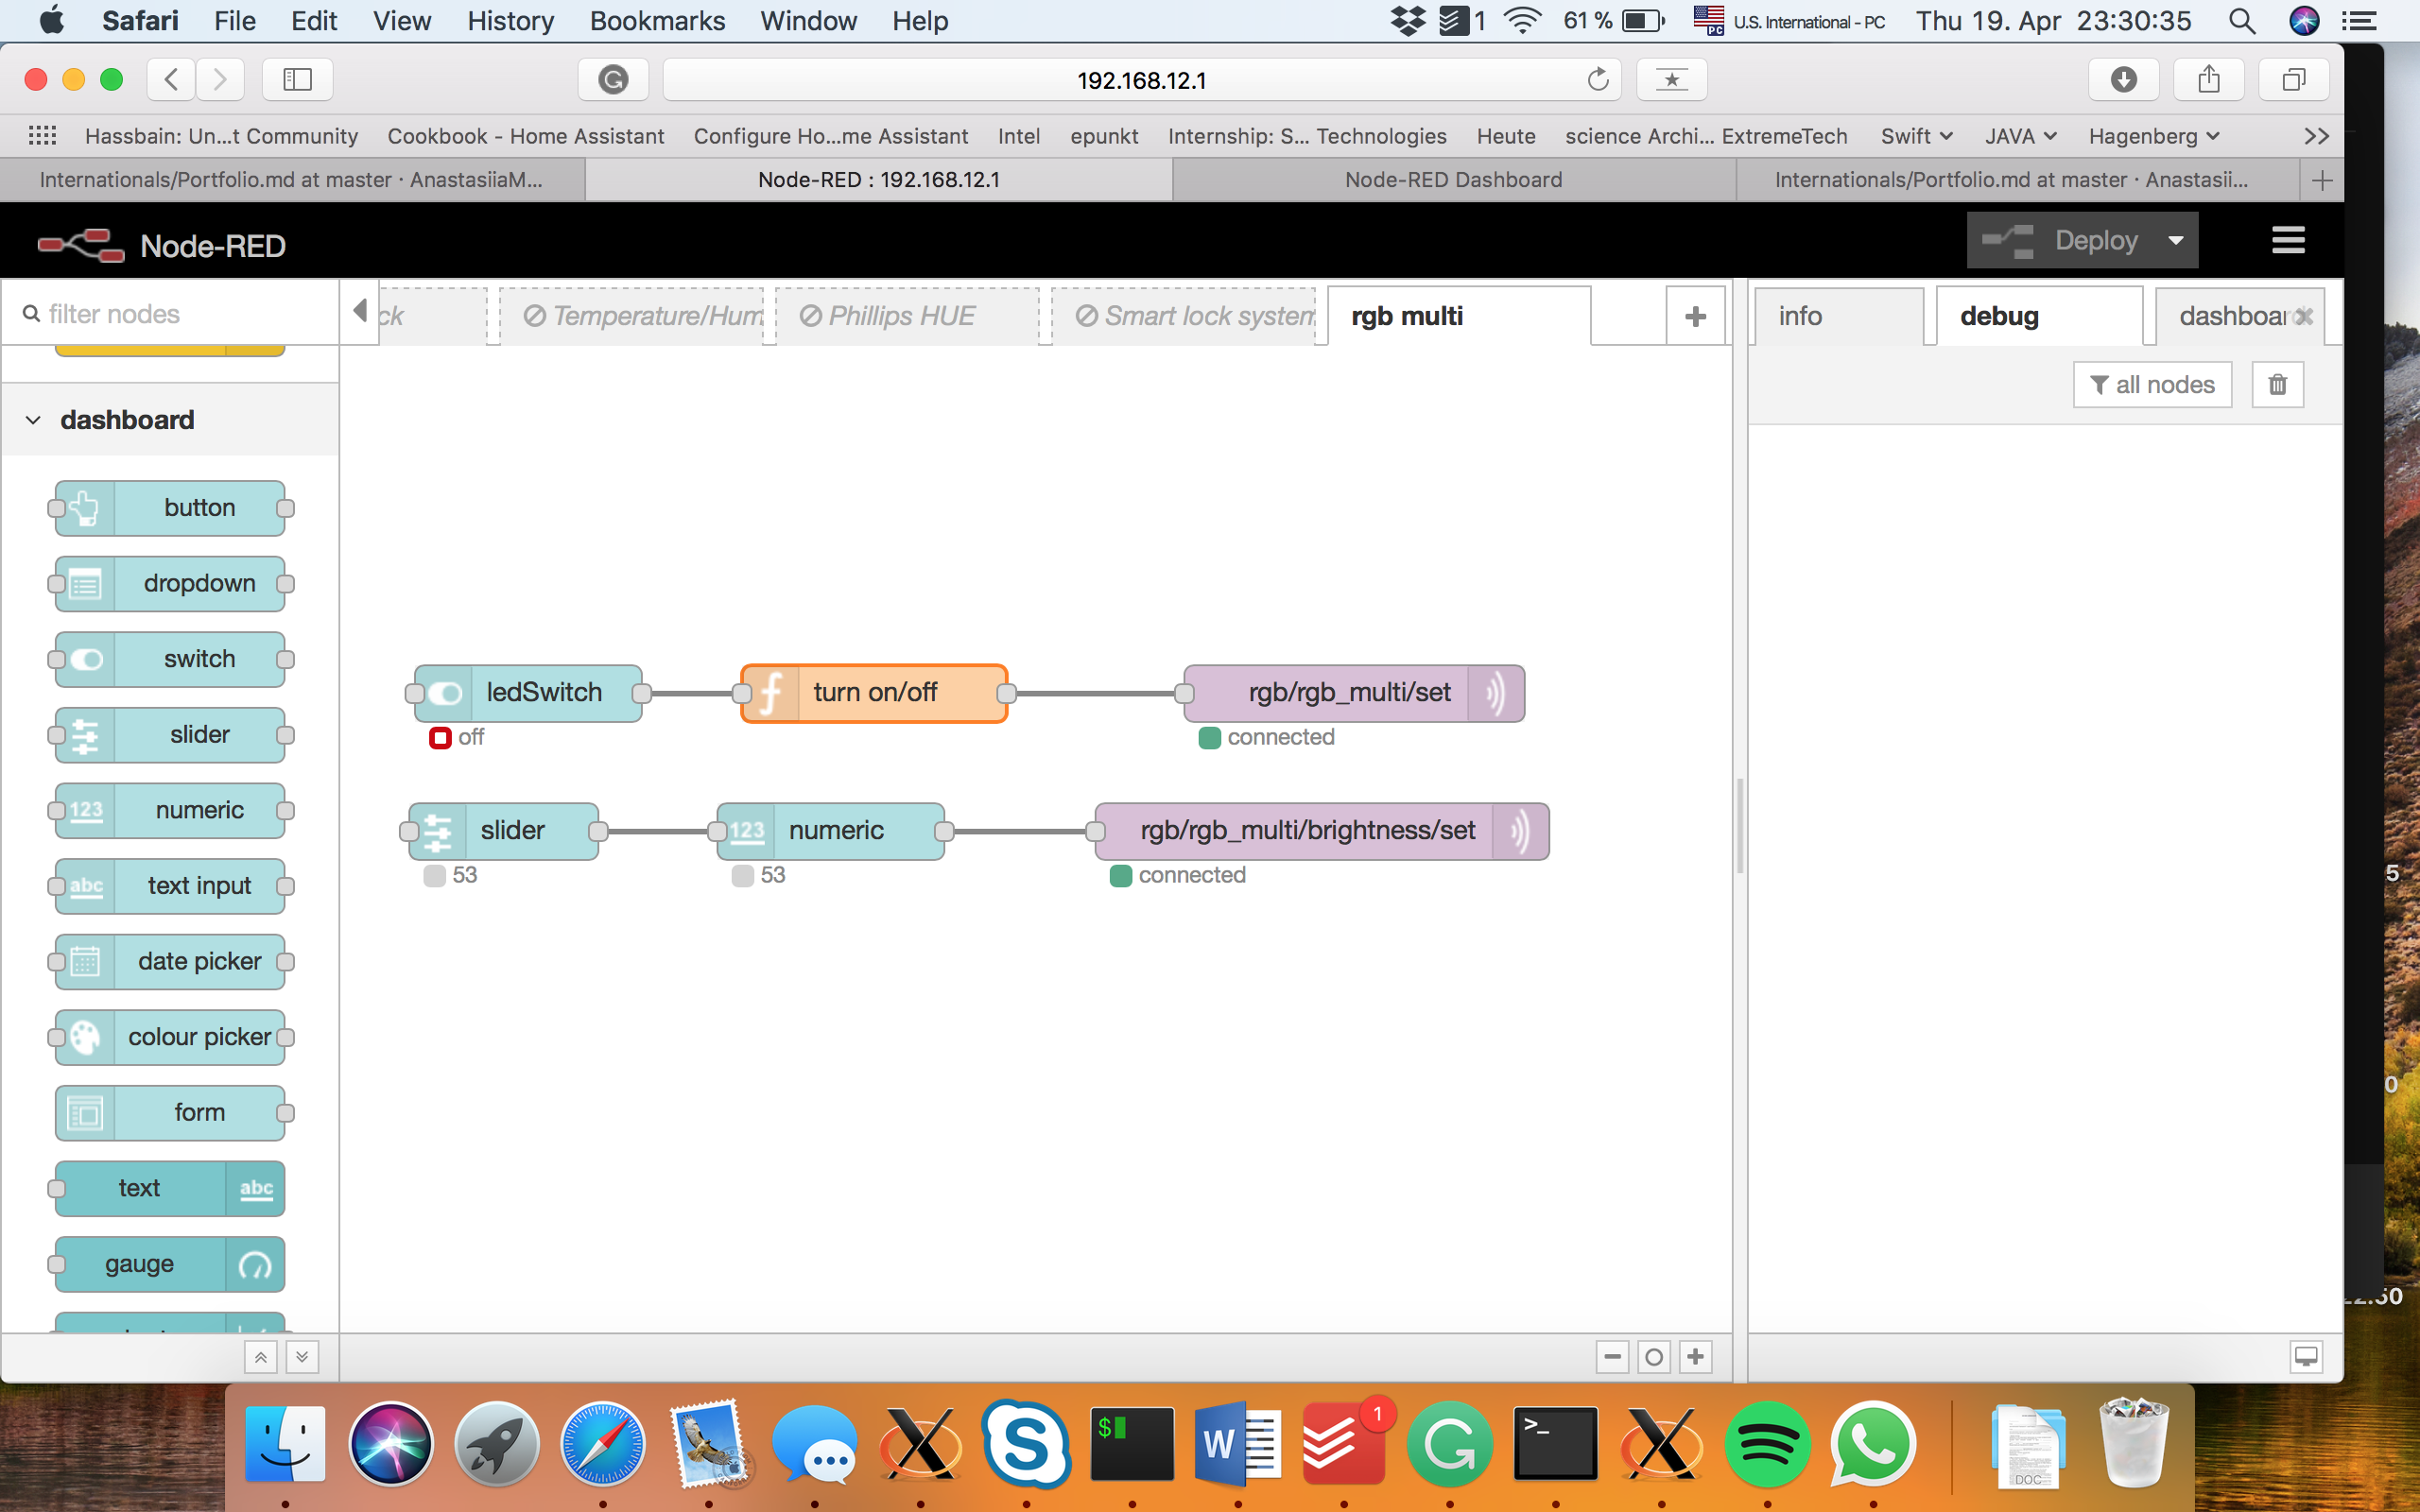 Safari File Edit View History Bookmarks Window Help 1 61 % PC U.S. International - PC Thu 19. Apr 23:30:35
192.168.12.1
Hassbain: Un...t Community Cookbook - Home Assistant Configure Ho...me Assistant Intel epunkt Internship: S... Technologies Heute science Archi... ExtremeTech Swift JAVA Hagenberg
Internationals/Portfolio.md at master · AnastasiiaM... Node-RED : 192.168.12.1 Node-RED Dashboard Internationals/Portfolio.md at master · Anastasii...
Node-RED Deploy
filter nodes ck Temperature/Hum Phillips HUE Smart lock system rgb multi info debug dashboar
all nodes
dashboard
button
dropdown
switch
slider
123 numeric
abc text input
date picker
colour picker
form
text abc
gauge
ledSwitch turn on/off rgb/rgb_multi/set
off connected
slider 123 numeric rgb/rgb_multi/brightness/set
53 53 connected
$ W 1 >_ DOC